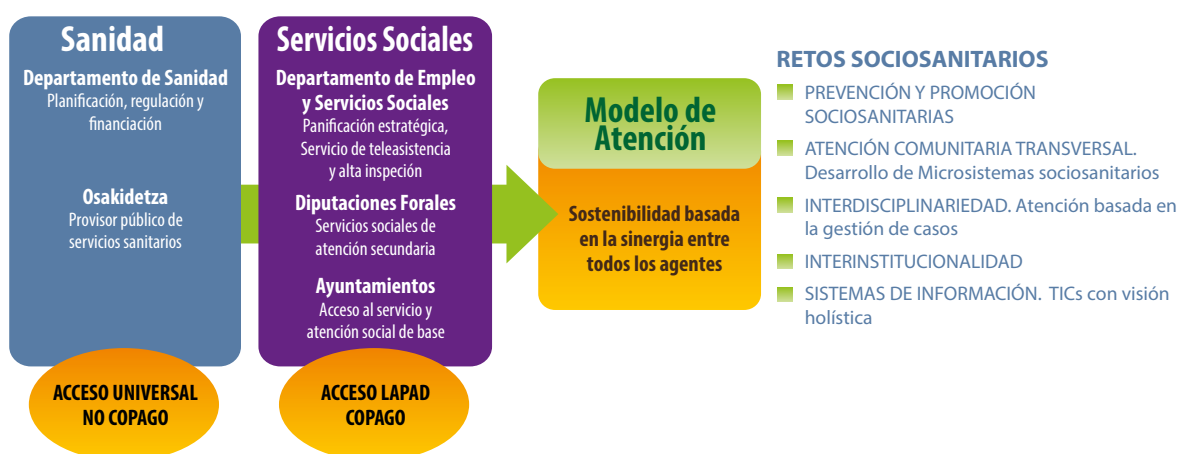 Sanidad
Departamento de Sanidad
Planificación, regulación y
financiación
Osakidetza
Provisor público de
servicios sanitarios
ACCESO UNIVERSAL
NO COPAGO
Servicios Sociales
Departamento de Empleo
y Servicios Sociales
Panificación estratégica,
Servicio de teleasistencia
y alta inspeción
Diputaciones Forales
Servicios sociales de
atención secundaria
Ayuntamientos
Acceso al servicio y
atención social de base
ACCESO LAPAD
COPAGO
Modelo de
Atención
Sostenibilidad basada
en la sinergia entre
todos los agentes
RETOS SOCIOSANITARIOS
PREVENCIÓN Y PROMOCIÓN
SOCIOSANITARIAS
ATENCIÓN COMUNITARIA TRANSVERSAL.
Desarrollo de Microsistemas sociosanitarios
INTERDISCIPLINARIEDAD. Atención basada en
la gestión de casos
INTERINSTITUCIONALIDAD
SISTEMAS DE INFORMACIÓN. TICs con visión
holística